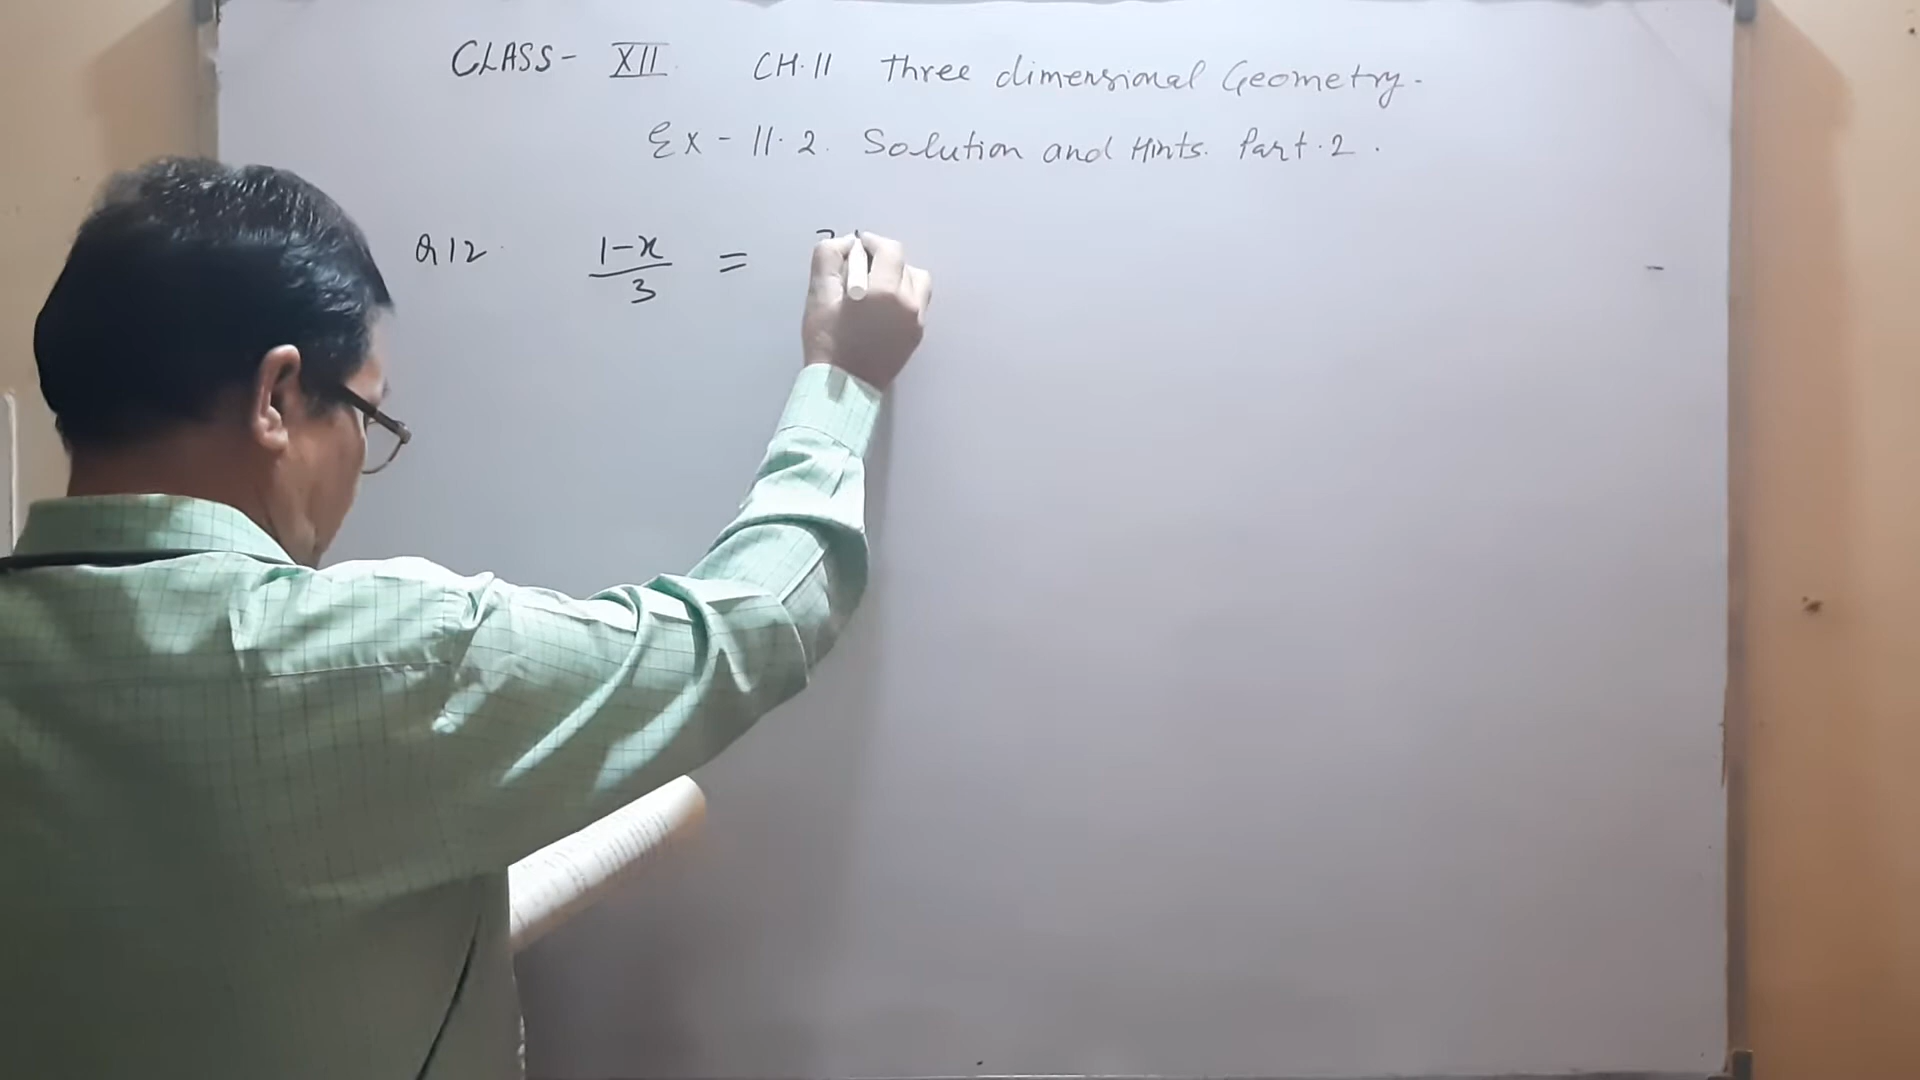 CLASS- XII CH.11 Three dimensional Geometry.
Ex - 11.2. Solution and Hints. Part.2.
Q12. 1-x/3 =